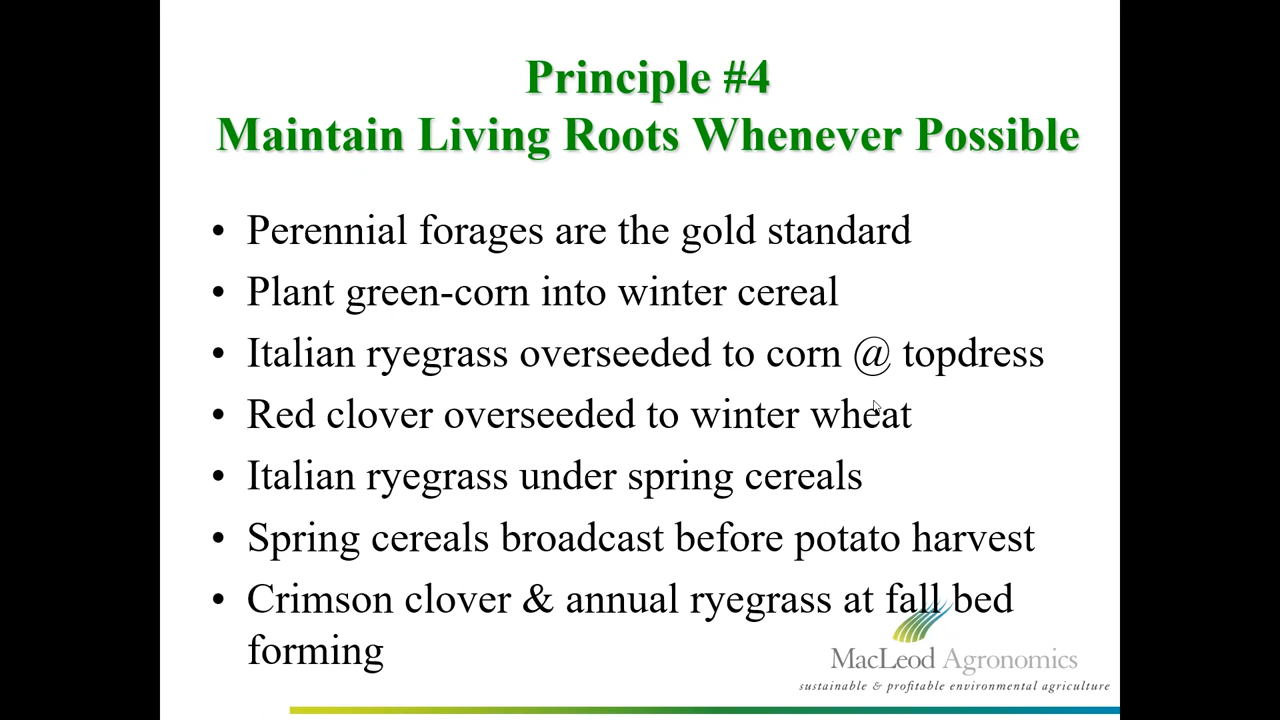 Principle #4
Maintain Living Roots Whenever Possible
• Perennial forages are the gold standard
• Plant green-corn into winter cereal
• Italian ryegrass overseeded to corn @ topdress
• Red clover overseeded to winter wheat
• Italian ryegrass under spring cereals
• Spring cereals broadcast before potato harvest
• Crimson clover & annual ryegrass at fall bed
forming
MacLeod Agronomics
sustainable & profitable environmental agriculture